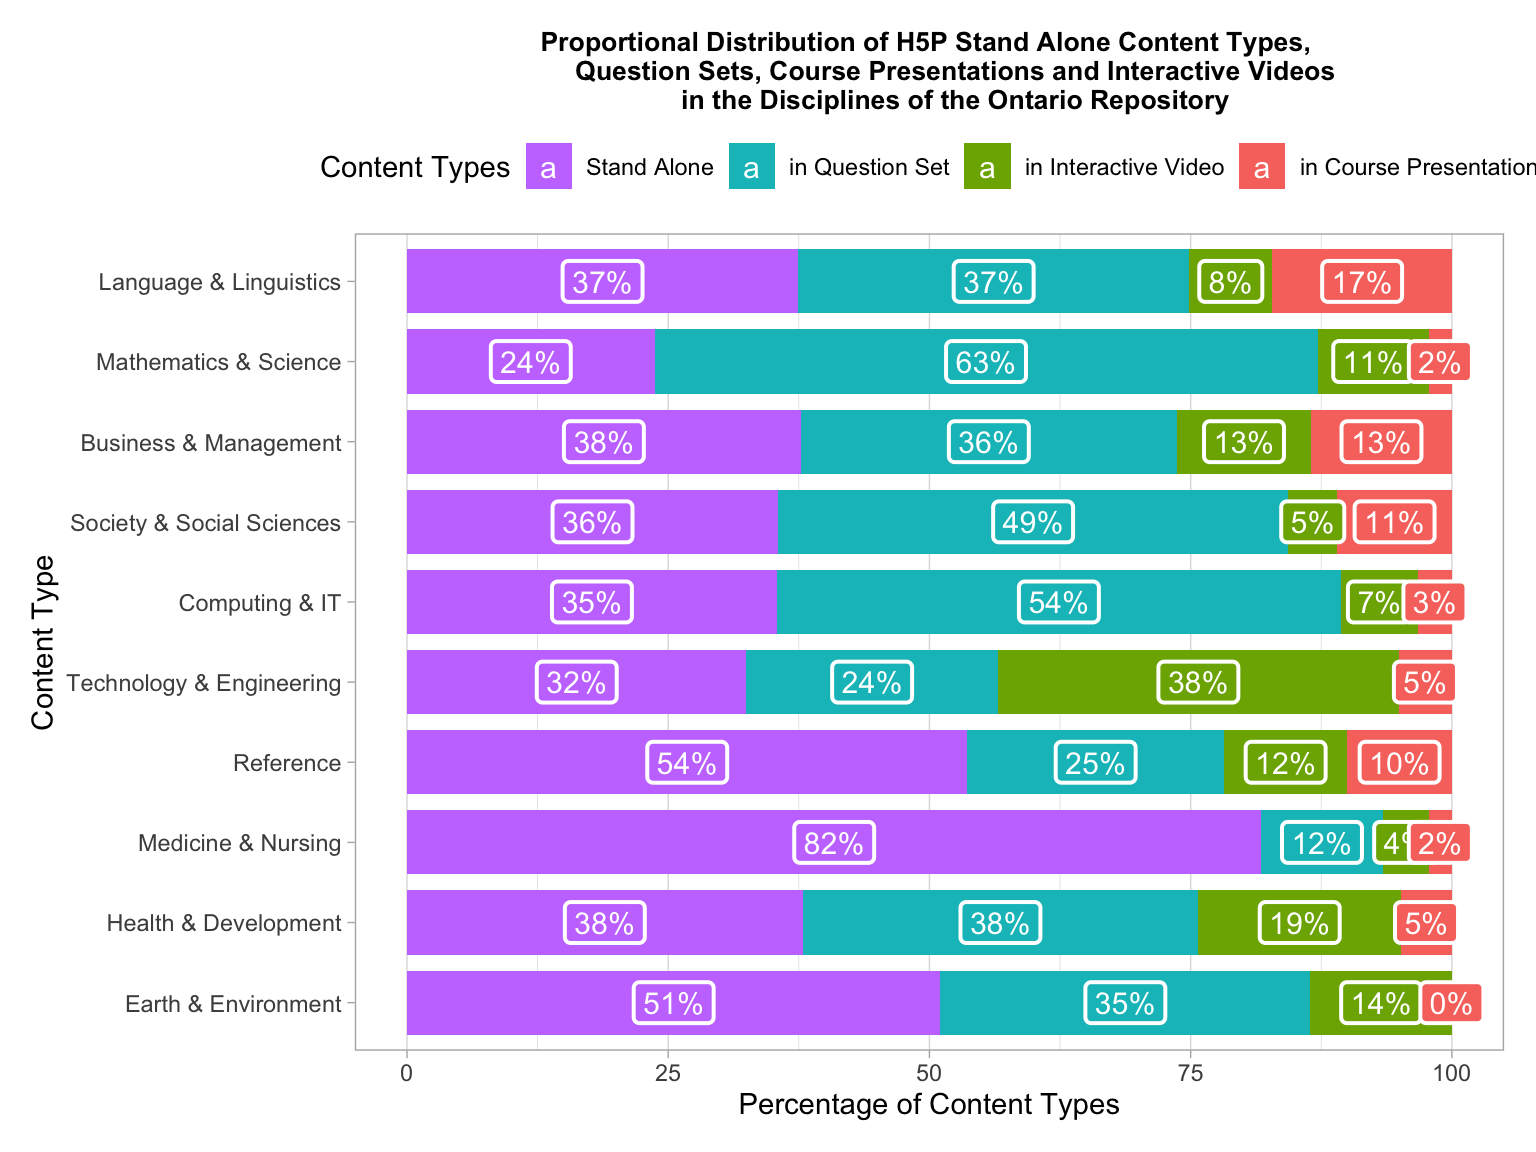 Proportional Distribution of H5P Stand Alone Content Types,
Question Sets, Course Presentations and Interactive Videos
in the Disciplines of the Ontario Repository
Content Types a Stand Alone a in Question Set a in Interactive Video a in Course Presentation
Language & Linguistics 37% 37% 8% 17%
Mathematics & Science 24% 63% 11% 2%
Business & Management 38% 36% 13% 13%
Society & Social Sciences 36% 49% 5% 11%
Computing & IT 35% 54% 7% 3%
Technology & Engineering 32% 24% 38% 5%
Reference 54% 25% 12% 10%
Medicine & Nursing 82% 12% 4% 2%
Health & Development 38% 38% 19% 5%
Earth & Environment 51% 35% 14% 0%
Content Type
0 25 50 75 100
Percentage of Content Types